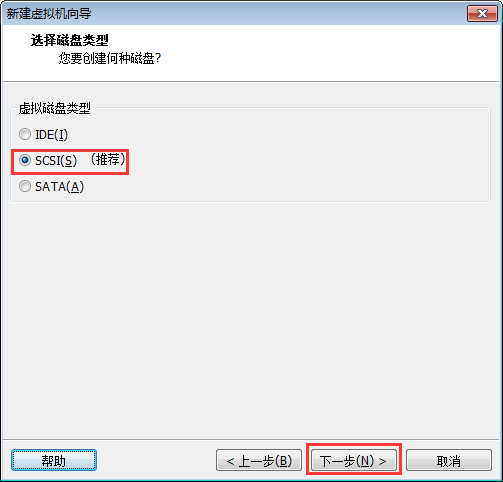 新建虚拟机向导
选择磁盘类型
您要创建何种磁盘?
虚拟磁盘类型
IDE(I)
SCSI(S) （推荐）
SATA(A)
帮助
< 上一步(B)
下一步(N) >
取消